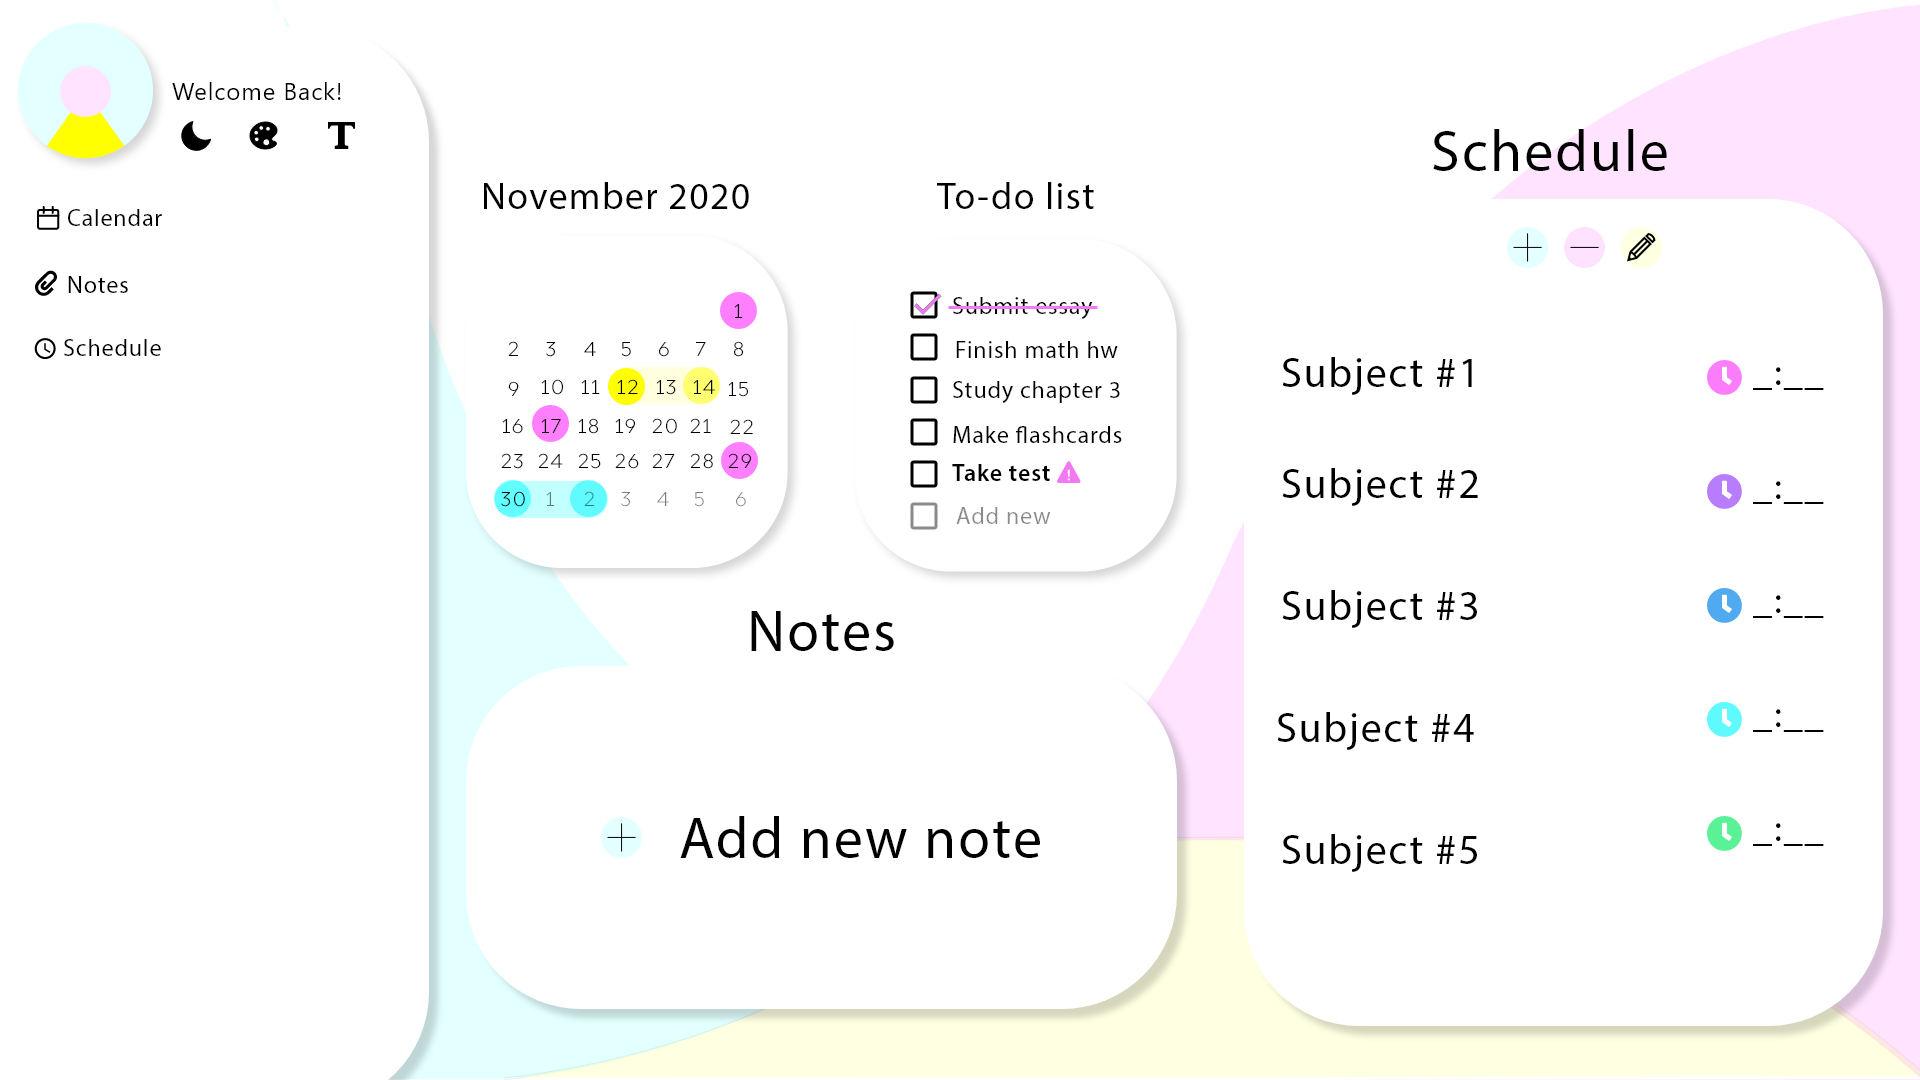 Welcome Back!
T
Calendar
Notes
Schedule
November 2020
1
2 3 4 5 6 7 8
9 10 11 12 13 14 15
16 17 18 19 20 21 22
23 24 25 26 27 28 29
30 1 2 3 4 5 6
To-do list
Submit essay
Finish math hw
Study chapter 3
Make flashcards
Take test
Add new
Notes
Add new note
Schedule
Subject #1 _:__
Subject #2 _:__
Subject #3 _:__
Subject #4 _:__
Subject #5 _:__